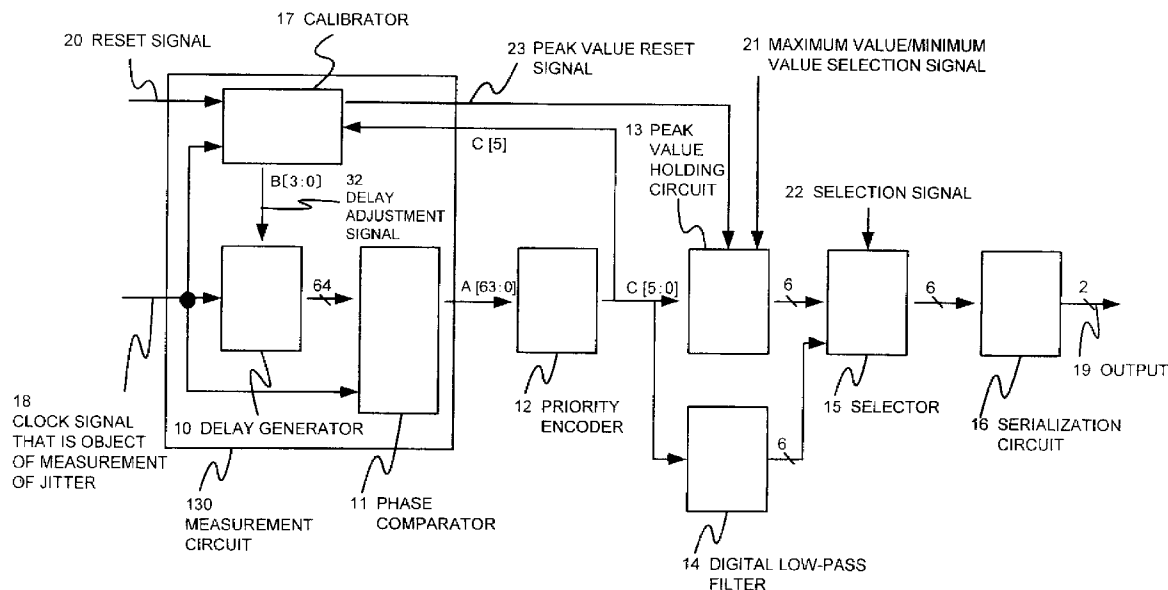 17 CALIBRATOR
20 RESET SIGNAL
23 PEAK VALUE RESET
SIGNAL
21 MAXIMUM VALUE/MINIMUM
VALUE SELECTION SIGNAL
C [5]
13 PEAK
VALUE
HOLDING
CIRCUIT
B[3:0]
32
DELAY
ADJUSTMENT
SIGNAL
22 SELECTION SIGNAL
64
A [63:0]
C [5:0]
6
6
2
18
CLOCK SIGNAL
THAT IS OBJECT
OF MEASUREMENT
OF JITTER
10 DELAY GENERATOR
12 PRIORITY
ENCODER
15 SELECTOR
19 OUTPUT
16 SERIALIZATION
CIRCUIT
6
130
MEASUREMENT
CIRCUIT
11 PHASE
COMPARATOR
14 DIGITAL LOW-PASS
FILTER